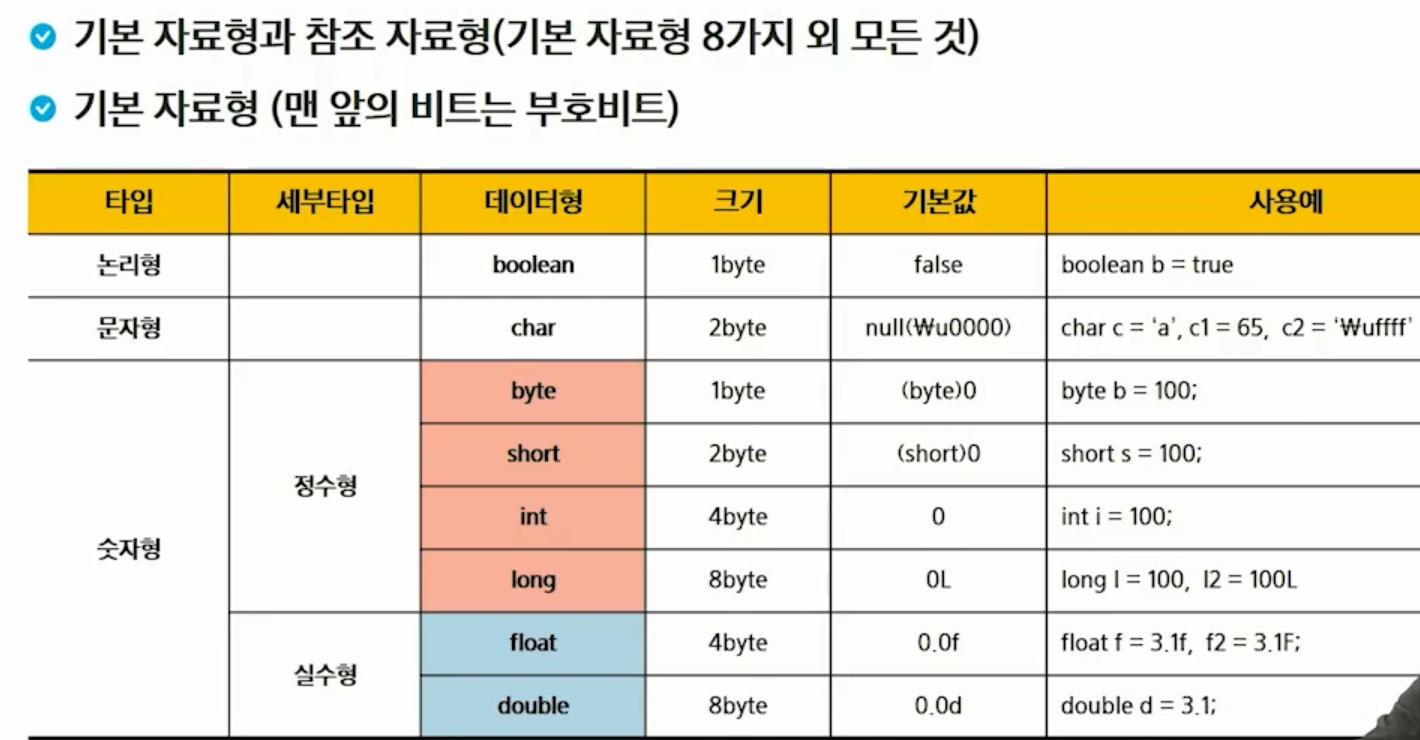 기본 자료형과 참조 자료형(기본 자료형 8가지 외 모든 것)
기본 자료형 (맨 앞의 비트는 부호비트)
타입 세부타입 데이터형 크기 기본값 사용예
논리형 boolean 1byte false boolean b = true
문자형 char 2byte null(₩u0000) char c = ‘a’, c1 = 65, c2 = ‘₩uffff’
숫자형 정수형 byte 1byte (byte)0 byte b = 100;
short 2byte (short)0 short s = 100;
int 4byte 0 int i = 100;
long 8byte 0L long l = 100, l2 = 100L
실수형 float 4byte 0.0f float f = 3.1f, f2 = 3.1F;
double 8byte 0.0d double d = 3.1;